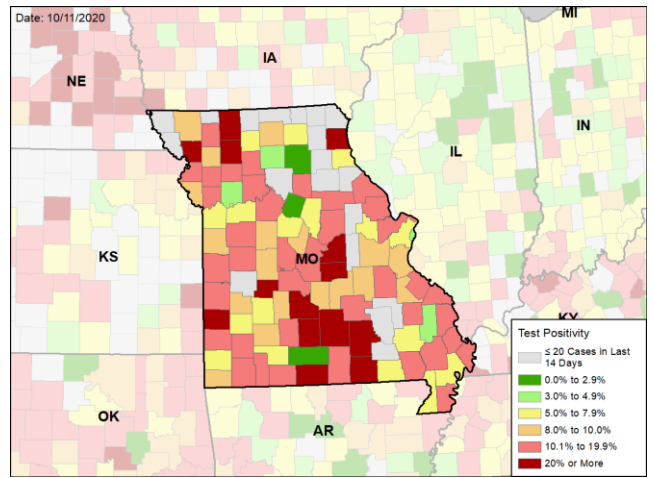 Date: 10/11/2020
MI
IA
NE
IL
IN
KS
MO
KY
OK
AR
Test Positivity
≤ 20 Cases in Last
14 Days
0.0% to 2.9%
3.0% to 4.9%
5.0% to 7.9%
8.0% to 10.0%
10.1% to 19.9%
20% or More